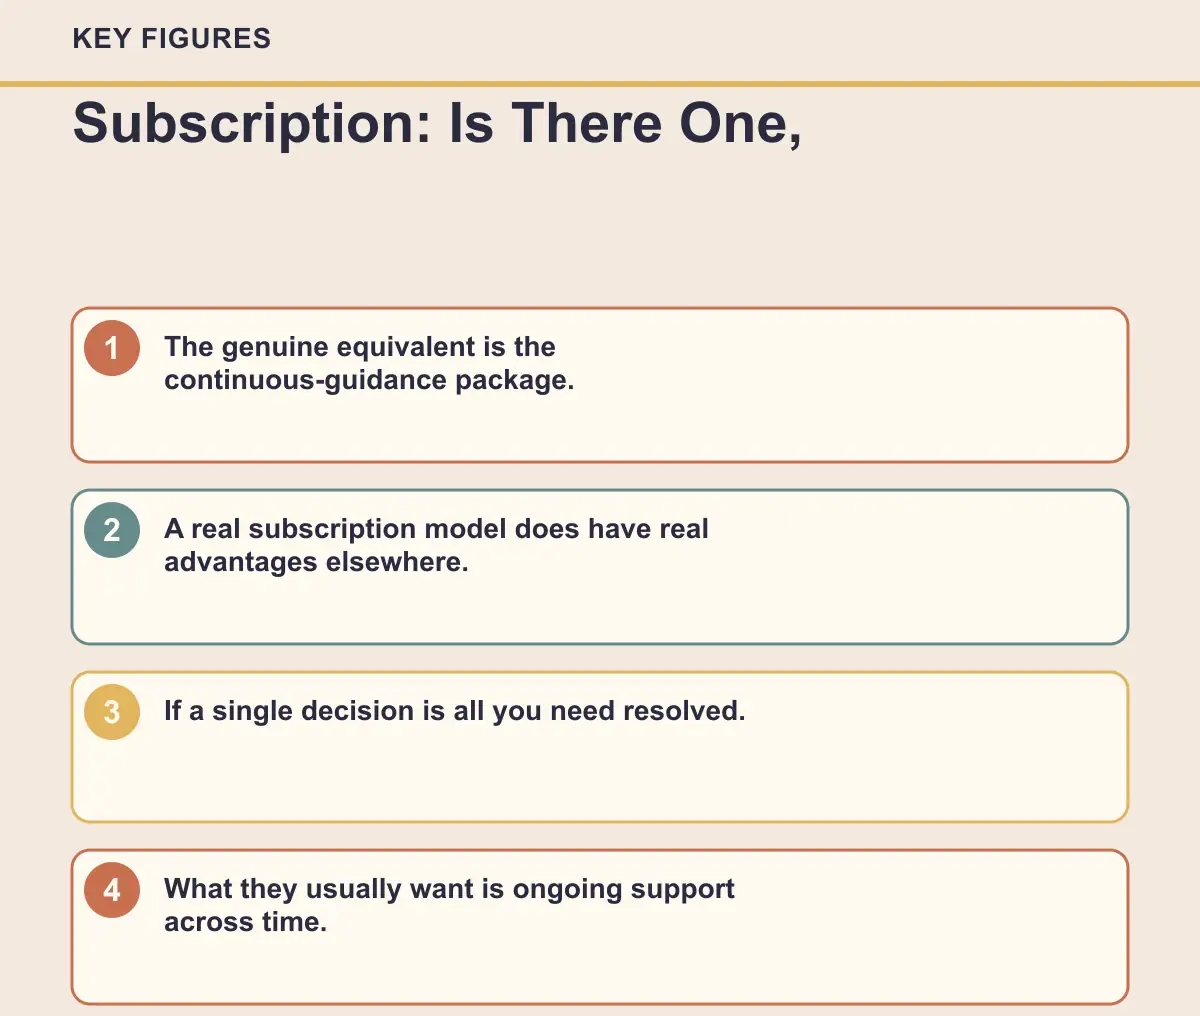 KEY FIGURES
Subscription: Is There One,
1
The genuine equivalent is the
continuous-guidance package.
2
A real subscription model does have real
advantages elsewhere.
3
If a single decision is all you need resolved.
4
What they usually want is ongoing support
across time.